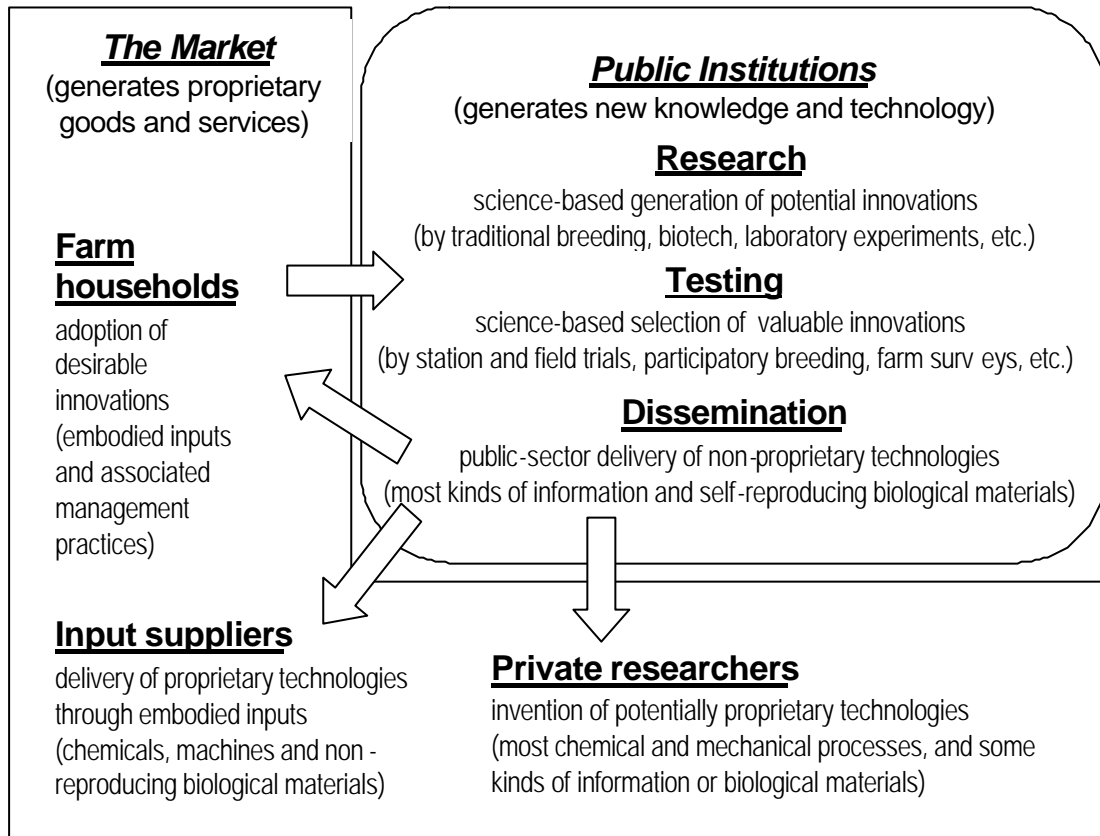 The Market
(generates proprietary
goods and services)
Public Institutions
(generates new knowledge and technology)
Research
science-based generation of potential innovations
(by traditional breeding, biotech, laboratory experiments, etc.)
Testing
science-based selection of valuable innovations
(by station and field trials, participatory breeding, farm surv eys, etc.)
Dissemination
public-sector delivery of non-proprietary technologies
(most kinds of information and self-reproducing biological materials)
Farm
households
adoption of
desirable
innovations
(embodied inputs
and associated
management
practices)
Input suppliers
delivery of proprietary technologies
through embodied inputs
(chemicals, machines and non -
reproducing biological materials)
Private researchers
invention of potentially proprietary technologies
(most chemical and mechanical processes, and some
kinds of information or biological materials)